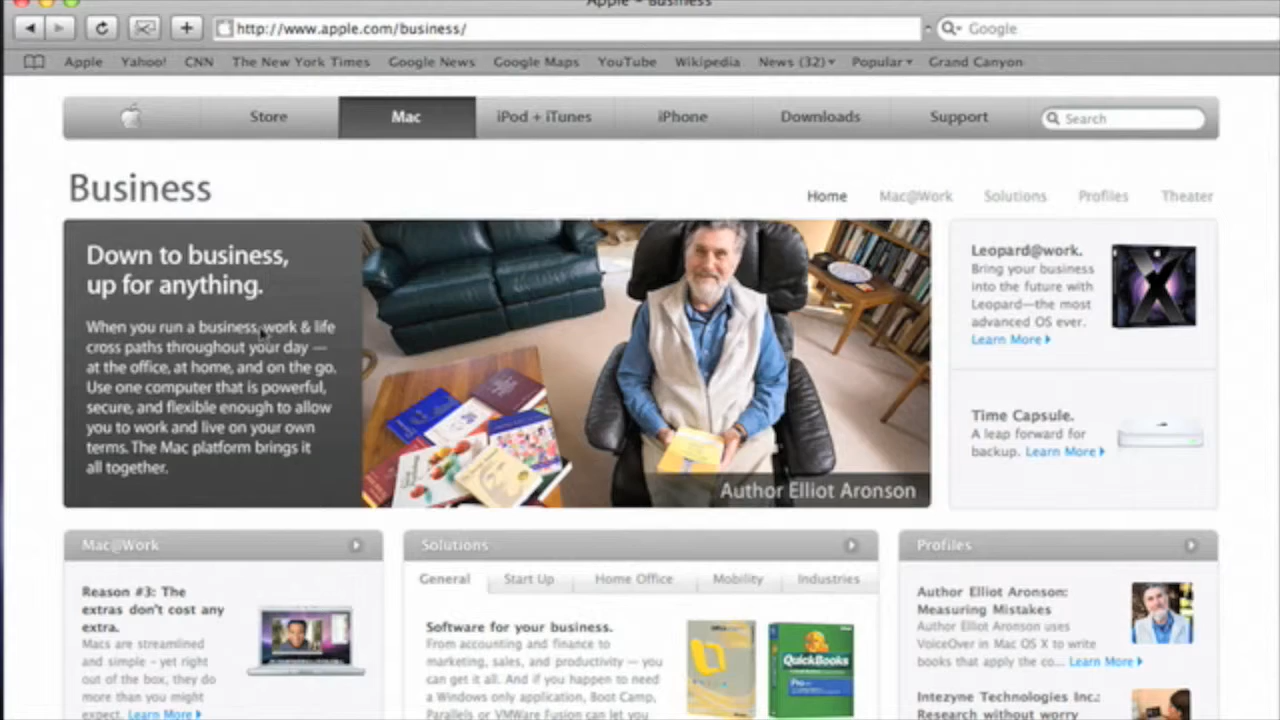 Apple - Business
http://www.apple.com/business/
Google
Apple Yahoo! CNN The New York Times Google News Google Maps YouTube Wikipedia News (32) Popular Grand Canyon
Store Mac iPod + iTunes iPhone Downloads Support Search
Business
Home Mac@Work Solutions Profiles Theater
Down to business,
up for anything.
When you run a business, work & life
cross paths throughout your day —
at the office, at home, and on the go.
Use one computer that is powerful,
secure, and flexible enough to allow
you to work and live on your own
terms. The Mac platform brings it
all together.
Author Elliot Aronson
Leopard@work.
Bring your business
into the future with
Leopard—the most
advanced OS ever.
Learn More
Time Capsule.
A leap forward for
backup. Learn More
Mac@Work
Reason #3: The
extras don't cost any
extra.
Macs are streamlined
and simple - yet right
out of the box, they do
more than you might
expect. Learn More
Solutions
General Start Up Home Office Mobility Industries
Software for your business.
From accounting and finance to
marketing, sales, and productivity — you
can get it all. And if you happen to need
a Windows only application, Boot Camp,
Parallels or VMWare Fusion can let you
QuickBooks
Pro
Profiles
Author Elliot Aronson:
Measuring Mistakes
Author Elliot Aronson uses
VoiceOver in Mac OS X to write
books that apply the co... Learn More
Intezyne Technologies Inc.:
Research without worry